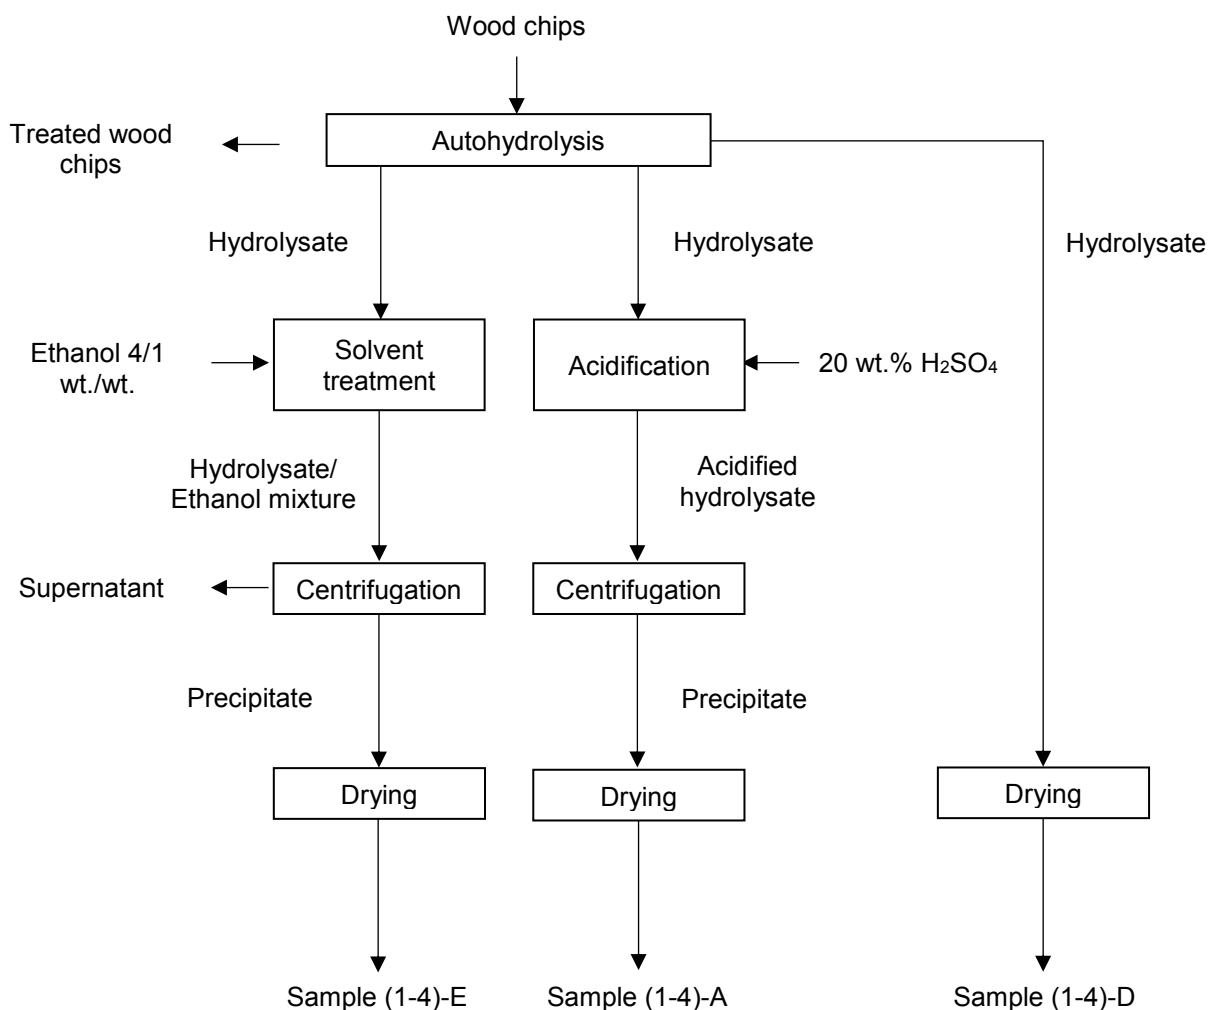 Wood chips
Treated wood
chips
Autohydrolysis
Hydrolysate
Hydrolysate
Hydrolysate
Ethanol 4/1
wt./wt.
Solvent
treatment
Acidification
20 wt.% H₂SO₄
Hydrolysate/
Ethanol mixture
Acidified
hydrolysate
Supernatant
Centrifugation
Centrifugation
Precipitate
Precipitate
Drying
Drying
Drying
Sample (1-4)-E
Sample (1-4)-A
Sample (1-4)-D